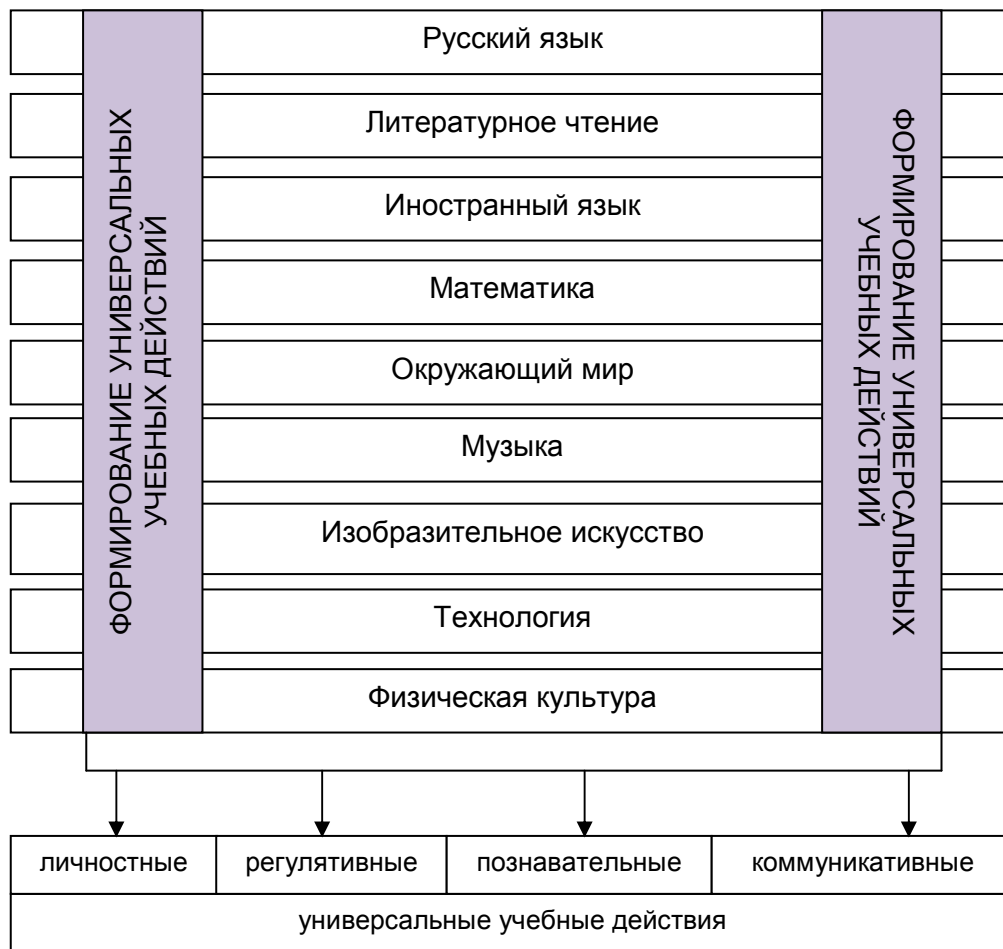 Русский язык
Литературное чтение
Иностранный язык
Математика
Окружающий мир
Музыка
Изобразительное искусство
Технология
Физическая культура
ФОРМИРОВАНИЕ УНИВЕРСАЛЬНЫХ
УЧЕБНЫХ ДЕЙСТВИЙ
ФОРМИРОВАНИЕ УНИВЕРСАЛЬНЫХ
УЧЕБНЫХ ДЕЙСТВИЙ
личностные
регулятивные
познавательные
коммуникативные
универсальные учебные действия